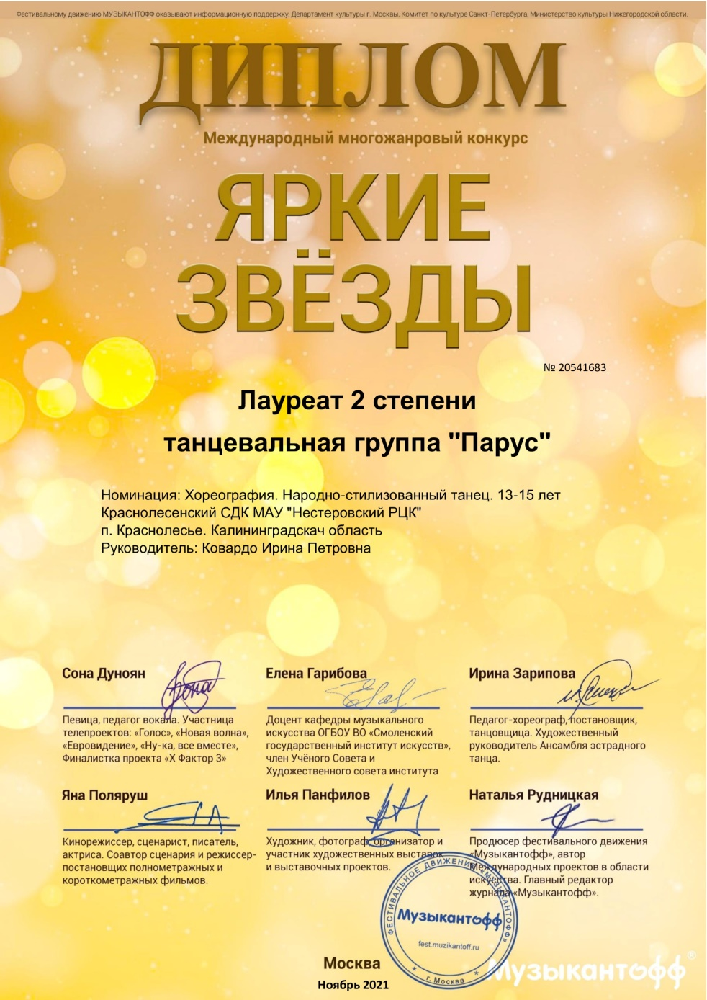 Фестивальному движению МУЗЫКАНТОФФ оказывают информационную поддержку: Департамент культуры г. Москвы, Комитет по культуре Санкт-Петербурга, Министерство культуры Нижегородской области.
ДИПЛОМ
Международный многожанровый конкурс
ЯРКИЕ
ЗВЁЗДЫ
№ 20541683
Лауреат 2 степени
танцевальная группа "Парус"
Номинация: Хореография. Народно-стилизованный танец. 13-15 лет
Краснолесенский СДК МАУ "Нестеровский РЦК"
п. Краснолесье. Калининградскач область
Руководитель: Ковардо Ирина Петровна
Сона Дуноян
Певица, педагог вокала. Участница
телепроектов: «Голос», «Новая волна»,
«Евровидение», «Ну-ка, все вместе»,
Финалистка проекта «Х Фактор 3»
Елена Гарибова
Доцент кафедры музыкального
искусства ОГБОУ ВО «Смоленский
государственный институт искусств»,
член Учёного Совета и
Художественного совета института
Ирина Зарипова
Педагог-хореограф, постановщик,
танцовщица. Художественный
руководитель Ансамбля эстрадного
танца.
Яна Поляруш
Кинорежиссер, сценарист, писатель,
актриса. Соавтор сценария и режиссер-
постановщих полнометражных и
короткометражных фильмов.
Илья Панфилов
Художник, фотограф, организатор и
участник художественных выставок
и выставочных проектов.
Наталья Рудницкая
Продюсер фестивального движения
«Музыкантофф», автор
Международных проектов в области
искусства. Главный редактор
журнала «Музыкантофф».
ФЕСТИВАЛЬНОЕ ДВИЖЕНИЕ «МУЗЫКАНТОФФ»
Музыкантофф
fest.muzikantoff.ru
* г. Москва *
Музыкантофф®
Москва
Ноябрь 2021